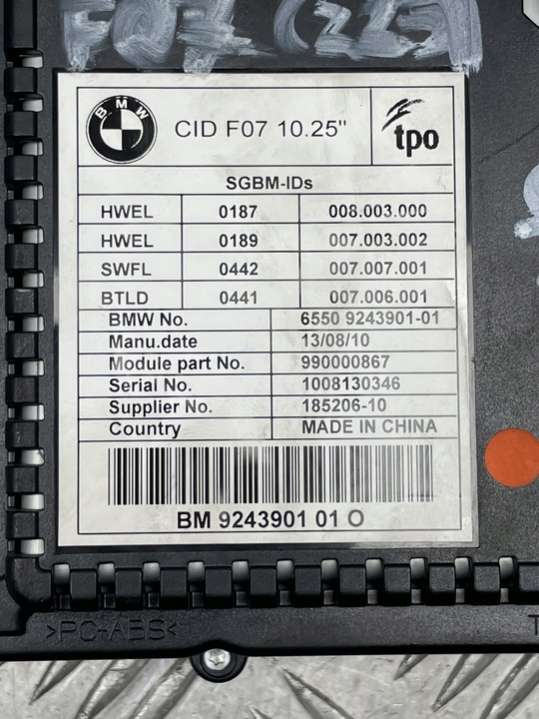 F07 G25
BMW
CID F07 10.25"
tpo
SGBM-IDs
HWEL 0187 008.003.000
HWEL 0189 007.003.002
SWFL 0442 007.007.001
BTLD 0441 007.006.001
BMW No. 6550 9243901-01
Manu.date 13/08/10
Module part No. 990000867
Serial No. 1008130346
Supplier No. 185206-10
Country MADE IN CHINA
BM 9243901 01 O
>PC-ABS<